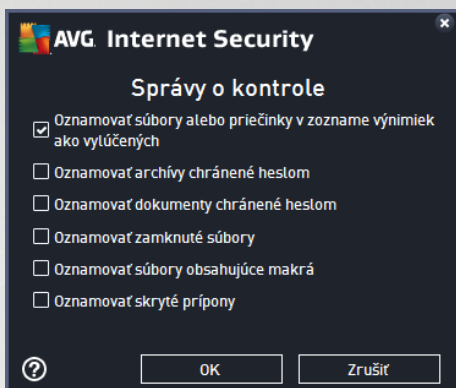 AVG Internet Security
Správy o kontrole
Oznamovať súbory alebo priečinky v zozname výnimiek
ako vylúčených
Oznamovať archívy chránené heslom
Oznamovať dokumenty chránené heslom
Oznamovať zamknuté súbory
Oznamovať súbory obsahujúce makrá
Oznamovať skryté prípony
? OK Zrušiť